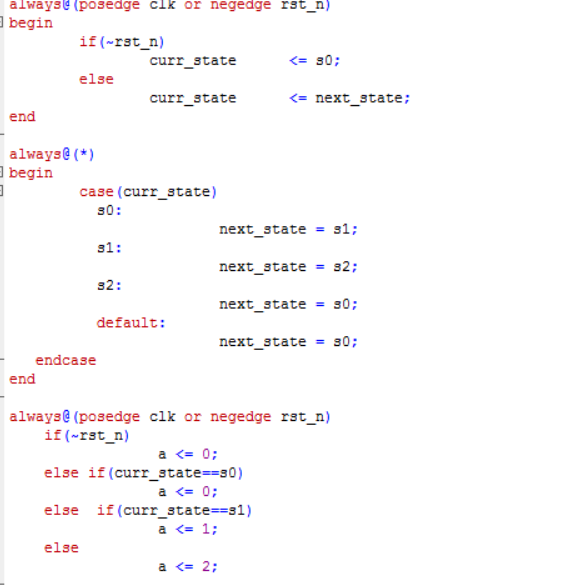 always@(posedge clk or negedge rst_n)
begin
if(~rst_n)
curr_state <= s0;
else
curr_state <= next_state;
end
always@(*)
begin
case(curr_state)
s0:
next_state = s1;
s1:
next_state = s2;
s2:
next_state = s0;
default:
next_state = s0;
endcase
end
always@(posedge clk or negedge rst_n)
if(~rst_n)
a <= 0;
else if(curr_state==s0)
a <= 0;
else if(curr_state==s1)
a <= 1;
else
a <= 2;